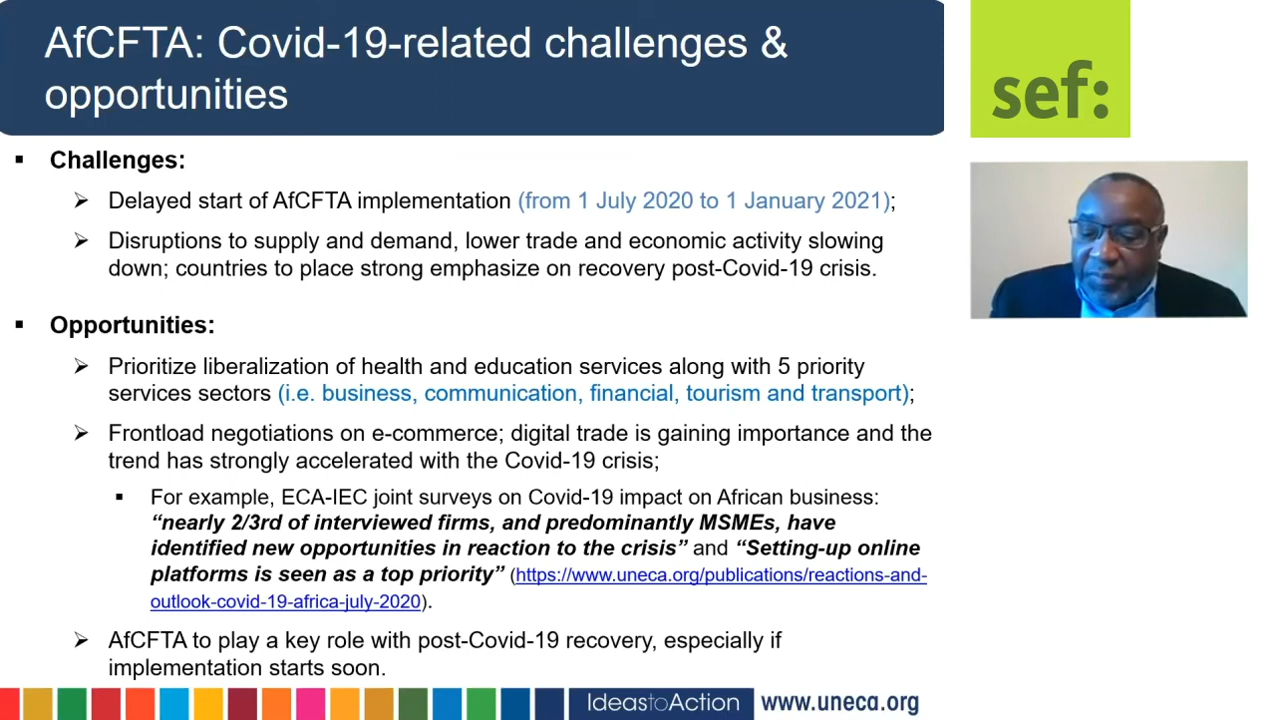 AfCFTA: Covid-19-related challenges &
opportunities
sef:
▪ Challenges:
➢ Delayed start of AfCFTA implementation (from 1 July 2020 to 1 January 2021);
➢ Disruptions to supply and demand, lower trade and economic activity slowing
down; countries to place strong emphasize on recovery post-Covid-19 crisis.
▪ Opportunities:
➢ Prioritize liberalization of health and education services along with 5 priority
services sectors (i.e. business, communication, financial, tourism and transport);
➢ Frontload negotiations on e-commerce; digital trade is gaining importance and the
trend has strongly accelerated with the Covid-19 crisis;
▪ For example, ECA-IEC joint surveys on Covid-19 impact on African business:
“nearly 2/3rd of interviewed firms, and predominantly MSMEs, have
identified new opportunities in reaction to the crisis” and “Setting-up online
platforms is seen as a top priority” (https://www.uneca.org/publications/reactions-and-
outlook-covid-19-africa-july-2020).
➢ AfCFTA to play a key role with post-Covid-19 recovery, especially if
implementation starts soon.
IdeastoAction www.uneca.org